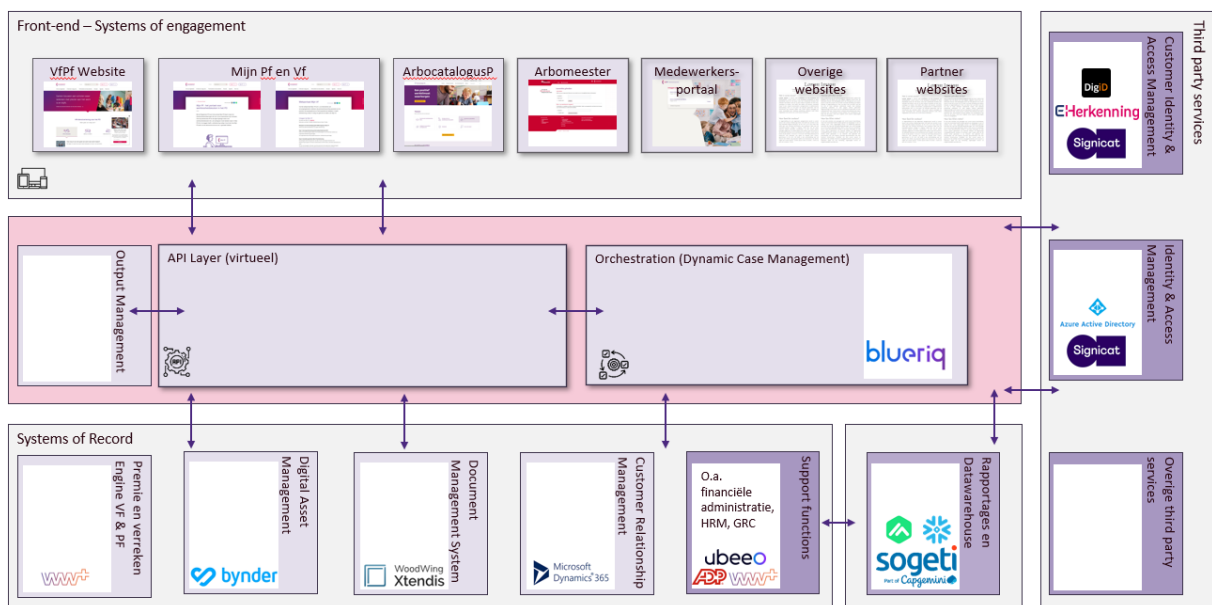 Front-end – Systems of engagement
VfPf Website
Mijn Pf en Vf
ArbocatalogusP
Arbomeester
Medewerkers-
portaal
Overige
websites
Partner
websites
Third party services
Customer Identity &
Access Management
DigiD
EHerkenning
Signicat
Output Management
API Layer (virtueel)
API
Orchestration (Dynamic Case Management)
blueriq
Identity & Access
Management
Azure Active Directory
Signicat
Systems of Record
Premie en verreken
Engine VF & PF
Digital Asset
Management
bynder
Document
Management System
WoodWing
Xtendis
Customer Relationship
Management
Microsoft
Dynamics 365
Support functions
O.a.
financiële
administratie,
HRM, GRC
ubeeo
ADP
Rapportages en
Datawarehouse
sogeti
Part of Capgemini
Overige third party
services